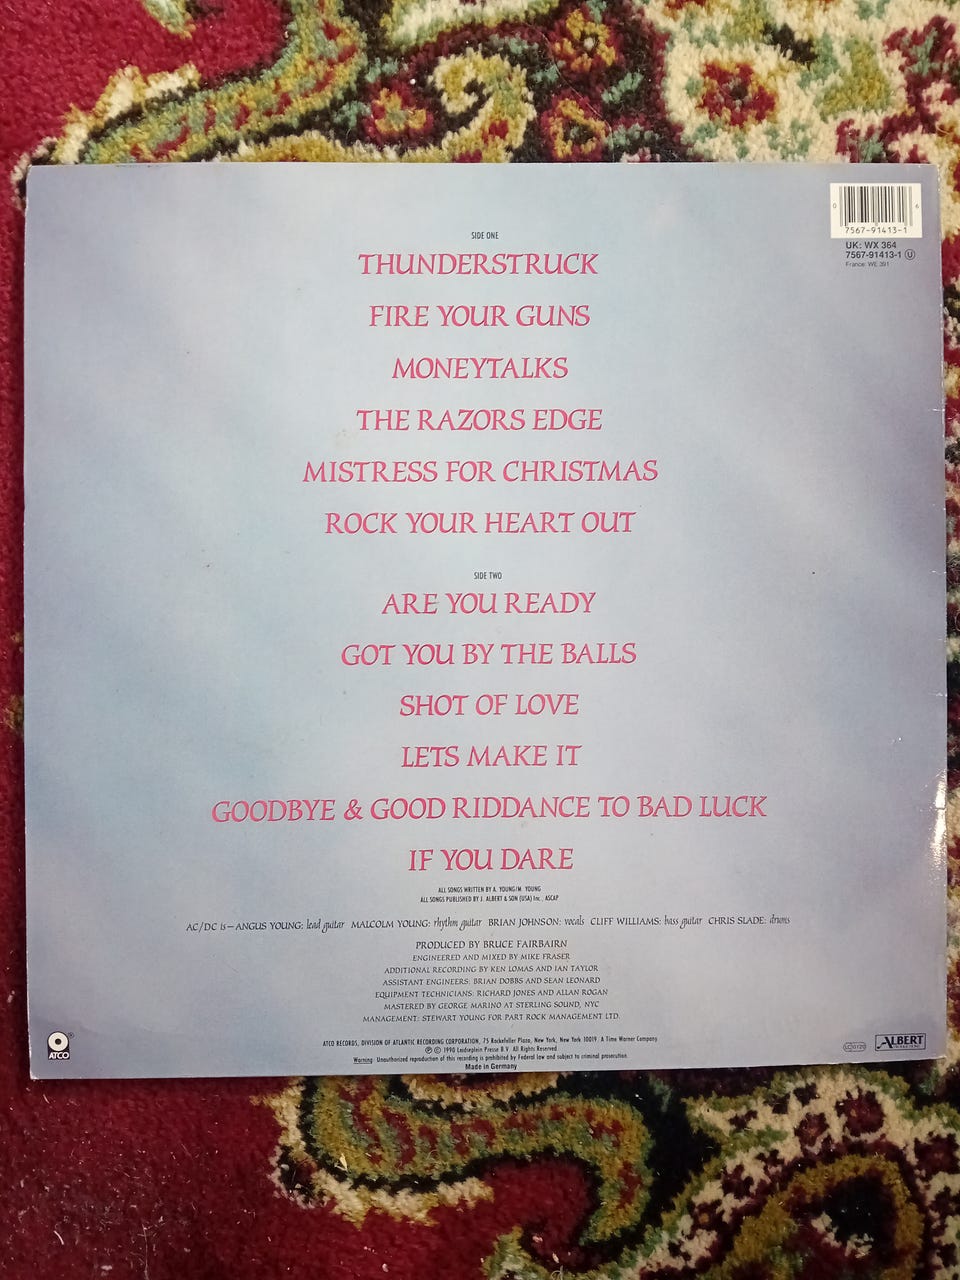 0 6
7567-91413-1
UK: WX 364
7567-91413-1 U
France: WE 391
SIDE ONE
THUNDERSTRUCK
FIRE YOUR GUNS
MONEYTALKS
THE RAZORS EDGE
MISTRESS FOR CHRISTMAS
ROCK YOUR HEART OUT
SIDE TWO
ARE YOU READY
GOT YOU BY THE BALLS
SHOT OF LOVE
LETS MAKE IT
GOODBYE & GOOD RIDDANCE TO BAD LUCK
IF YOU DARE
ALL SONGS WRITTEN BY A. YOUNG/M. YOUNG
ALL SONGS PUBLISHED BY J. ALBERT & SON (USA) Inc., ASCAP
AC/DC is—ANGUS YOUNG: lead guitar MALCOLM YOUNG: rhythm guitar BRIAN JOHNSON: vocals CLIFF WILLIAMS: bass guitar CHRIS SLADE: drums
PRODUCED BY BRUCE FAIRBAIRN
ENGINEERED AND MIXED BY MIKE FRASER
ADDITIONAL RECORDING BY KEN LOMAS AND IAN TAYLOR
ASSISTANT ENGINEERS: BRIAN DOBBS AND SEAN LEONARD
EQUIPMENT TECHNICIANS: RICHARD JONES AND ALLAN ROGAN
MASTERED BY GEORGE MARINO AT STERLING SOUND, NYC
MANAGEMENT: STEWART YOUNG FOR PART ROCK MANAGEMENT LTD.
ATCO RECORDS, DIVISION OF ATLANTIC RECORDING CORPORATION, 75 Rockefeller Plaza, New York, New York 10019. A Time Warner Company
℗ © 1990 Leidseplein Presse B.V. All Rights Reserved
Warning: Unauthorized reproduction of this recording is prohibited by Federal law and subject to criminal prosecution.
Made in Germany
ATCO®
LC 0120
ALBERT